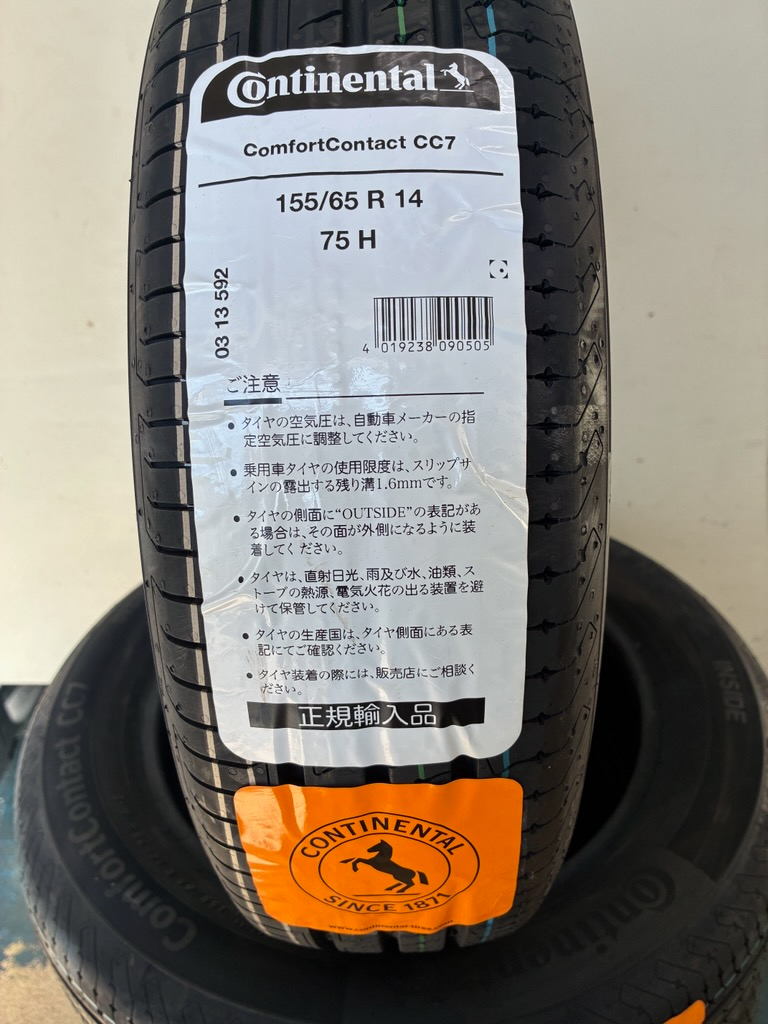 Continental
ComfortContact CC7
155/65 R 14
75 H
03 13 592
4 019238 090505
ご注意
● タイヤの空気圧は、自動車メーカーの指
定空気圧に調整してください。
● 乗用車タイヤの使用限度は、スリップサ
インの露出する残り溝1.6mmです。
● タイヤの側面に“OUTSIDE”の表記があ
る場合は、その面が外側になるように装
着してください。
● タイヤは、直射日光、雨及び水、油類、ス
トーブの熱源、電気火花の出る装置を避
けて保管してください。
● タイヤの生産国は、タイヤ側面にある表
記にてご確認ください。
● タイヤ装着の際には、販売店にご相談く
ださい。
正規輸入品
CONTINENTAL
SINCE 1871
www.continental-tires.com
ComfortContact CC7
INSIDE
Continental